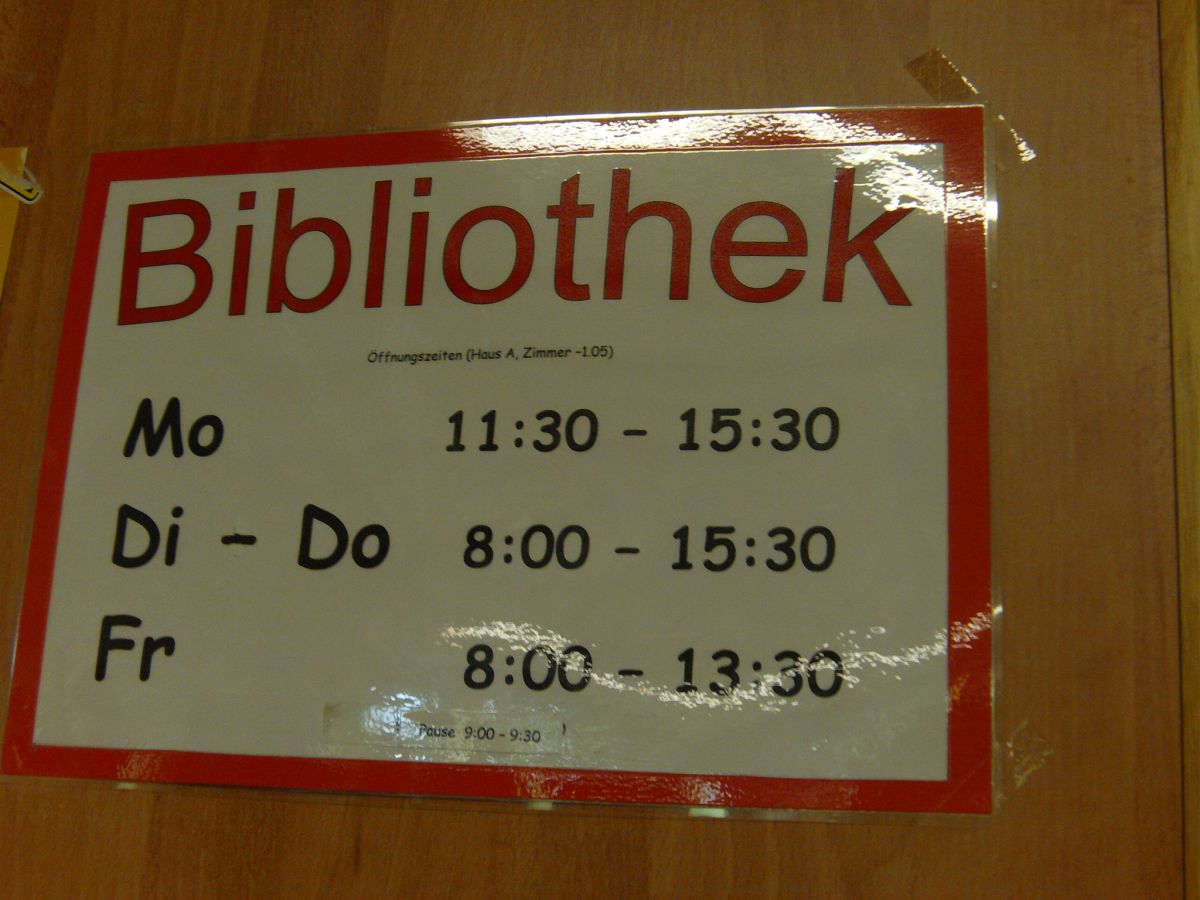 Bibliothek
Öffnungszeiten (Haus A, Zimmer -1.05)
Mo 11:30 - 15:30
Di - Do 8:00 - 15:30
Fr 8:00 - 13:30
Pause 9:00 - 9:30